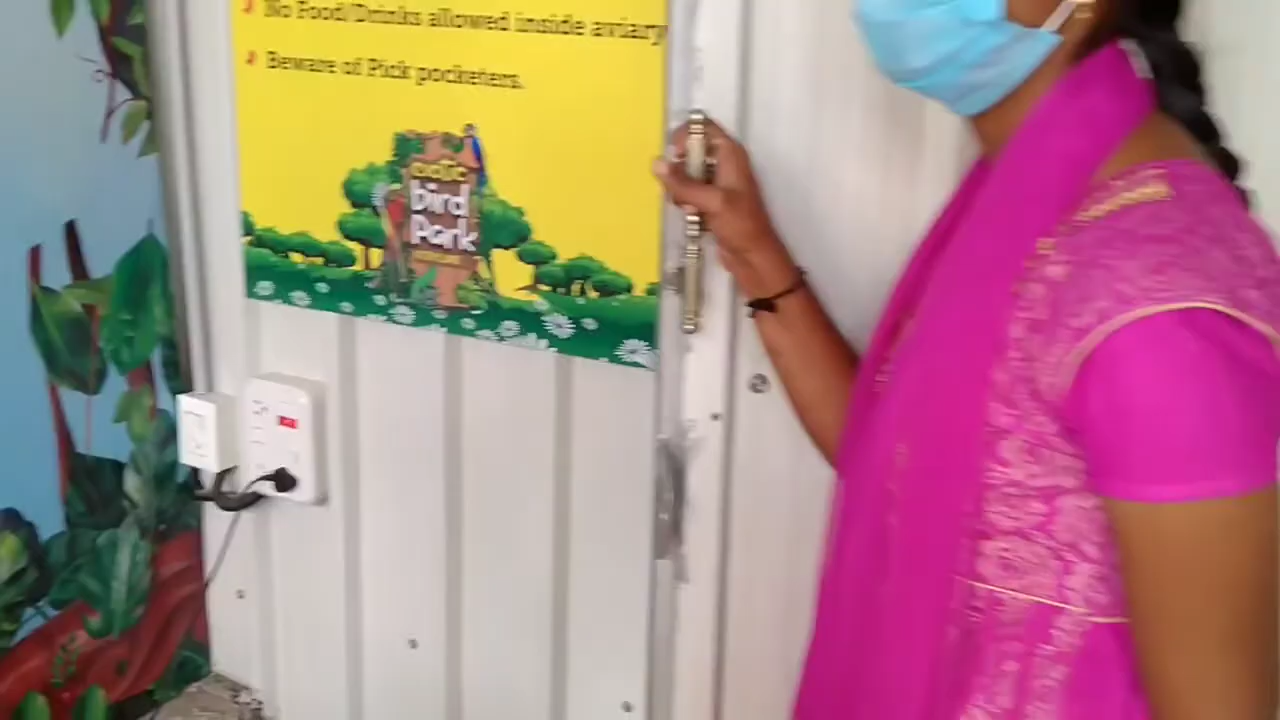 No Food/Drinks allowed inside aviary
Beware of Pick pocketers.
bird
Park